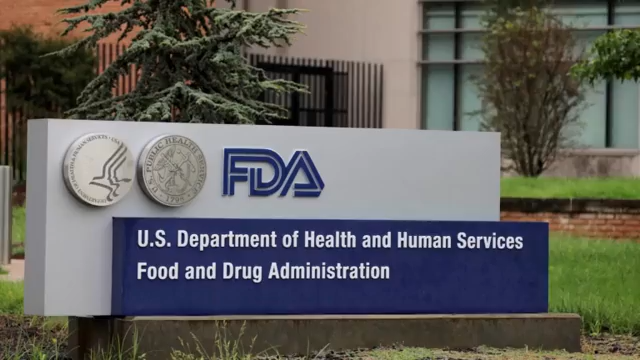 FDA
U.S. Department of Health and Human Services
Food and Drug Administration